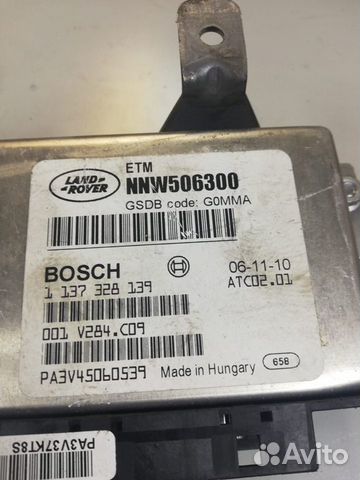 LAND-
ROVER
ETM
NNW506300
GSDB code: G0MMA
BOSCH
06-11-10
1 137 328 139
ATC02.01
001 V284.C09
PA3V45060539
Made in Hungary
658
PA3V37KT8S
Avito